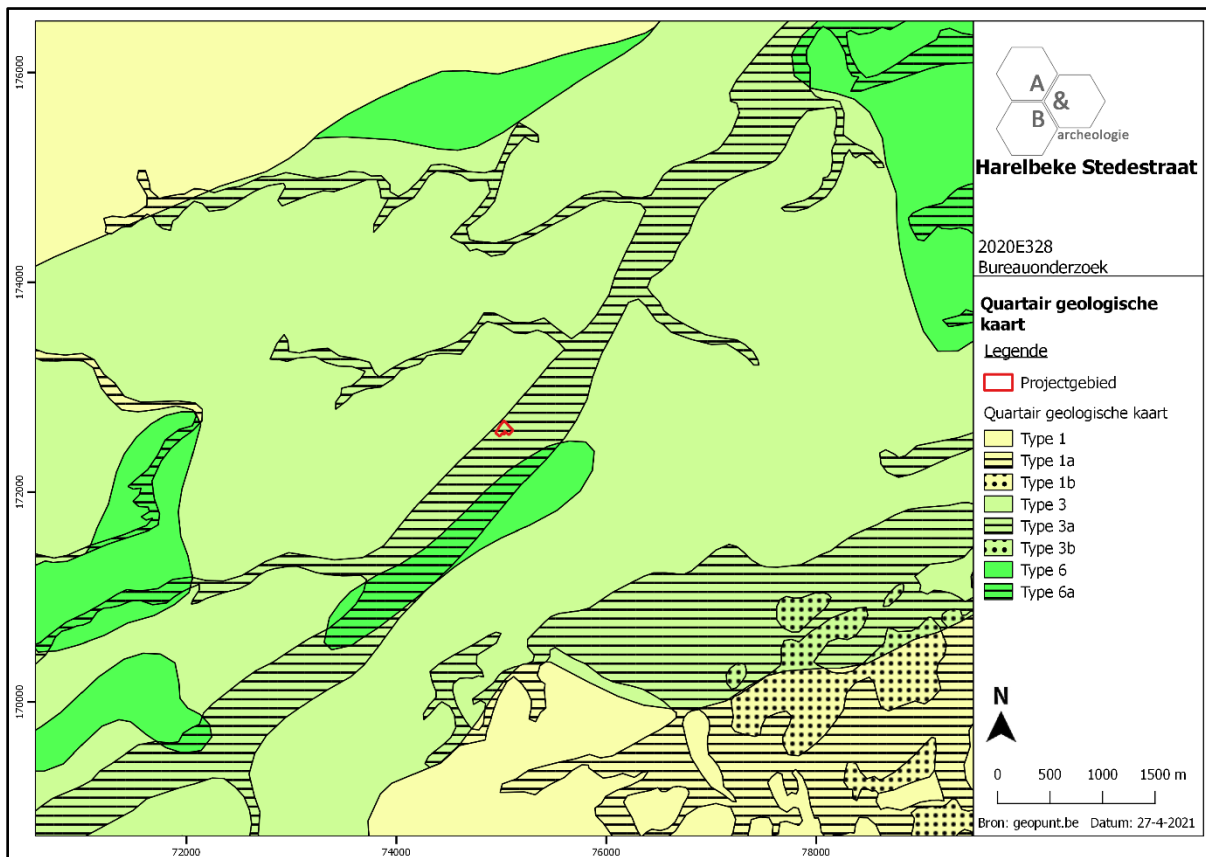 176000
174000
172000
170000
72000
74000
76000
78000
A
&
B
archeologie
Harelbeke Stedestraat
2020E328
Bureauonderzoek
Quartair geologische
kaart
Legende
Projectgebied
Quartair geologische kaart
Type 1
Type 1a
Type 1b
Type 3
Type 3a
Type 3b
Type 6
Type 6a
N
0 500 1000 1500 m
Bron: geopunt.be Datum: 27-4-2021